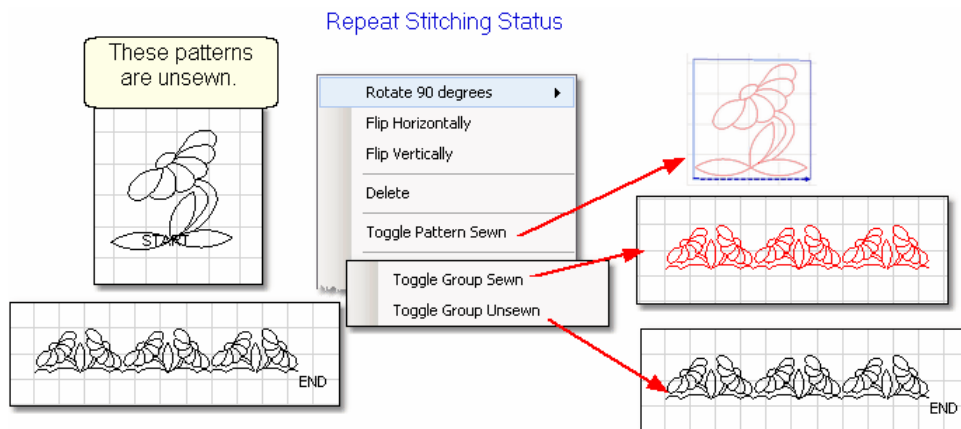 Repeat Stitching Status
These patterns
are unsewn.
START
END
Rotate 90 degrees
Flip Horizontally
Flip Vertically
Delete
Toggle Pattern Sewn
Toggle Group Sewn
Toggle Group Unsewn
END